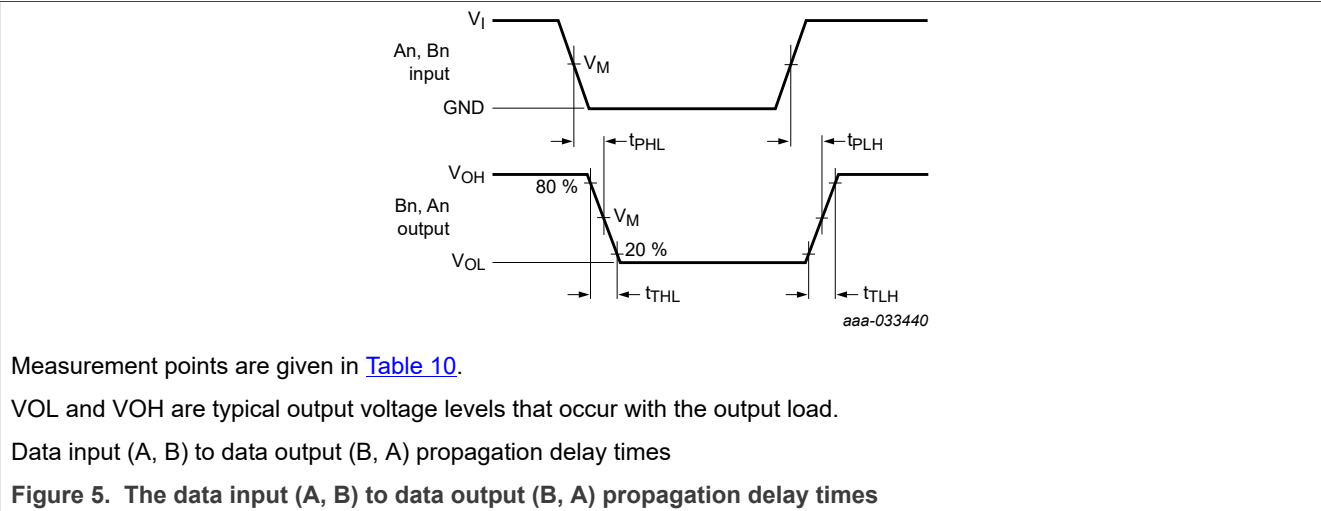 V_I
An, Bn
input
V_M
GND
t_PHL
t_PLH
V_OH
80 %
Bn, An
output
V_M
20 %
V_OL
t_THL
t_TLH
aaa-033440
Measurement points are given in Table 10.
VOL and VOH are typical output voltage levels that occur with the output load.
Data input (A, B) to data output (B, A) propagation delay times
Figure 5. The data input (A, B) to data output (B, A) propagation delay times